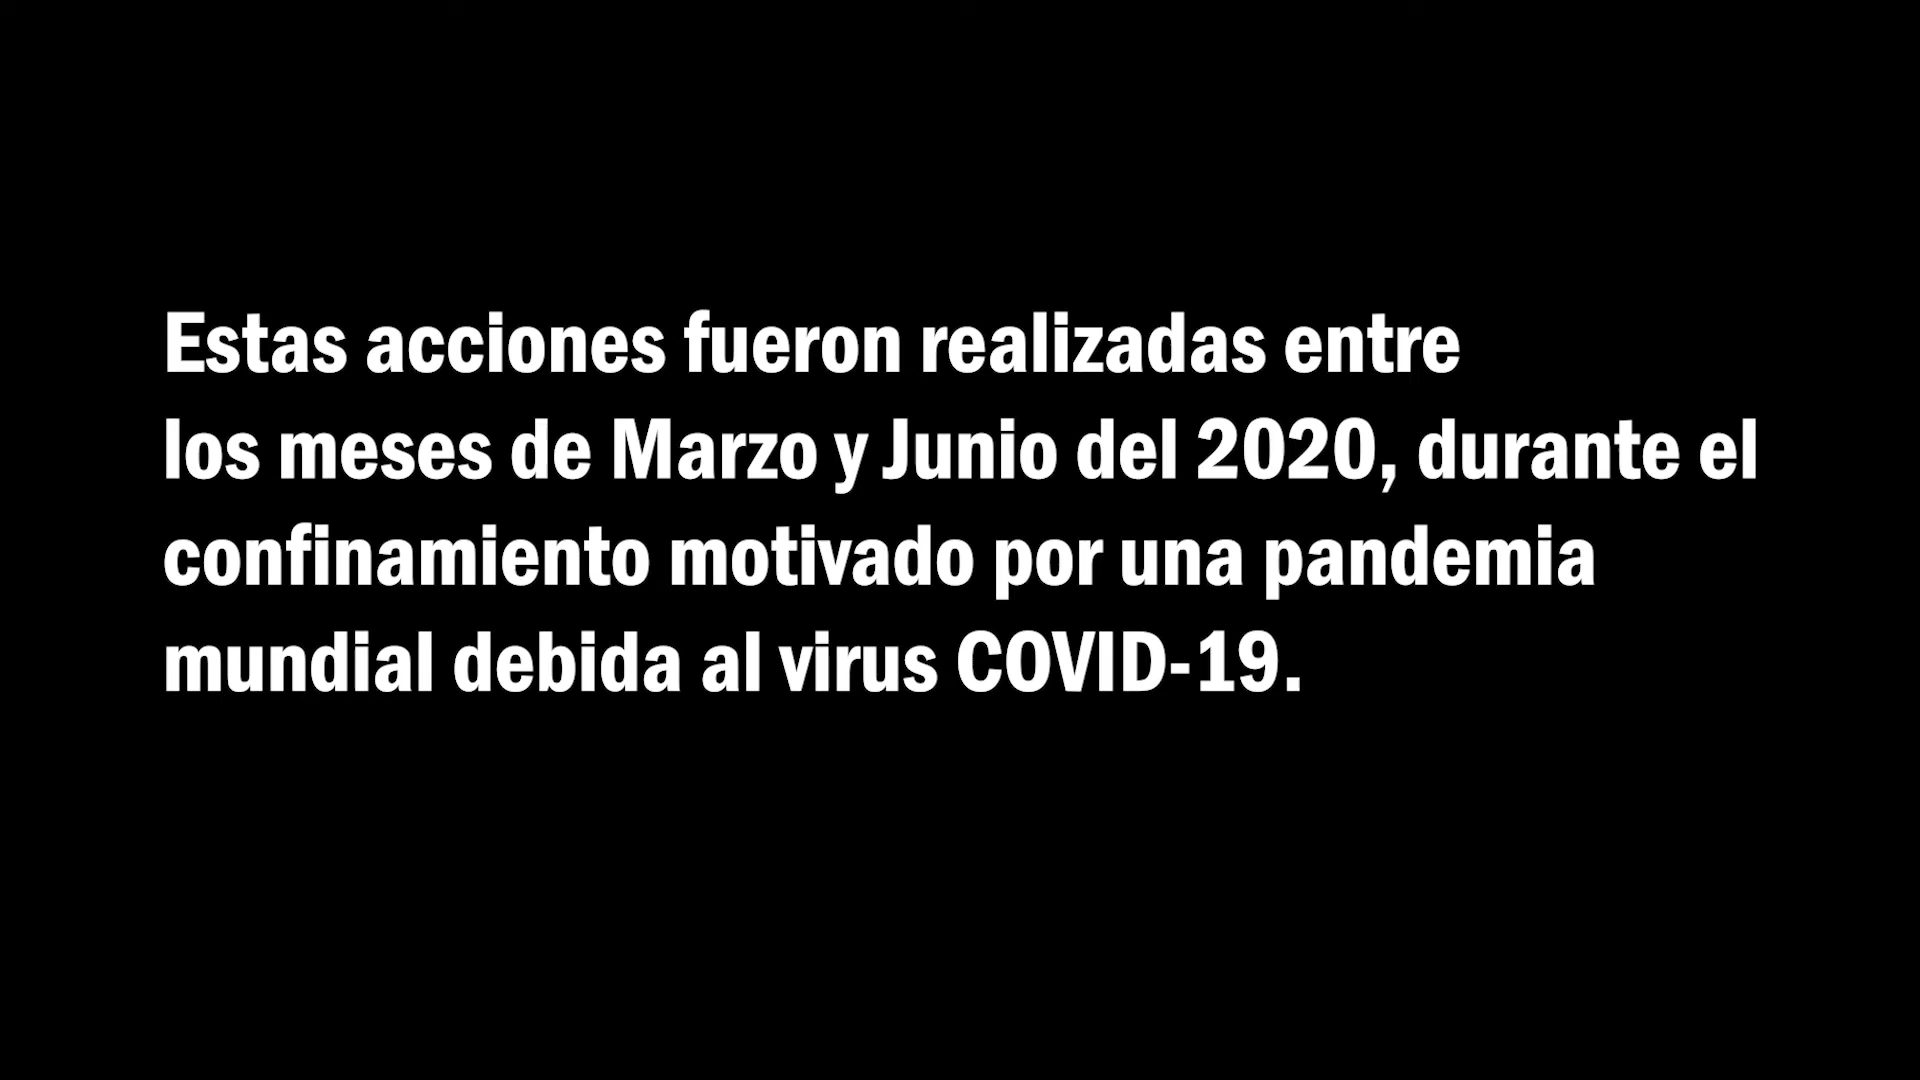 Estas acciones fueron realizadas entre
los meses de Marzo y Junio del 2020, durante el
confinamiento motivado por una pandemia
mundial debida al virus COVID-19.